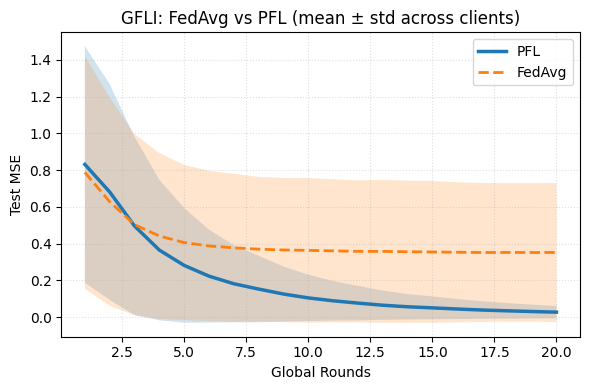 GFLI: FedAvg vs PFL (mean ± std across clients)
PFL
FedAvg
Test MSE
1.4
1.2
1.0
0.8
0.6
0.4
0.2
0.0
2.5 5.0 7.5 10.0 12.5 15.0 17.5 20.0
Global Rounds